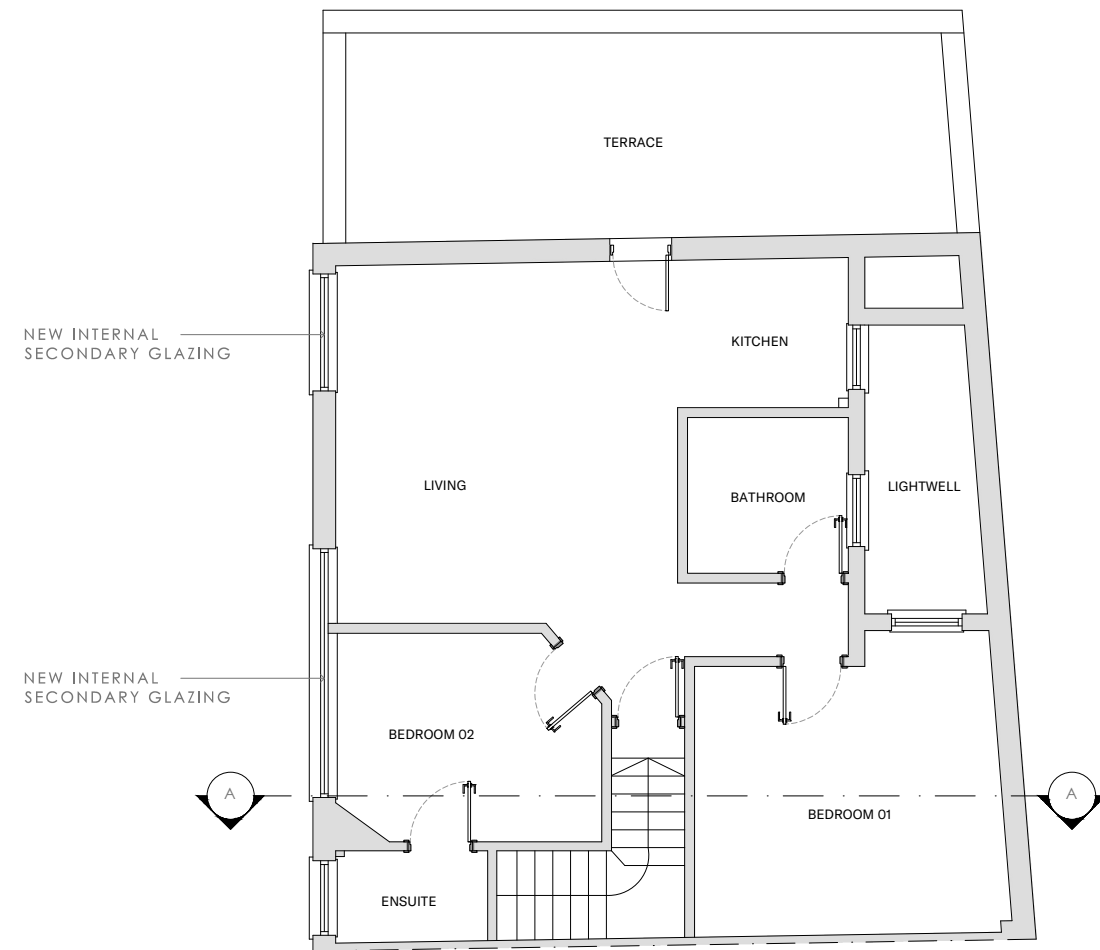 TERRACE
NEW INTERNAL
SECONDARY GLAZING
KITCHEN
LIVING
BATHROOM
LIGHTWELL
NEW INTERNAL
SECONDARY GLAZING
BEDROOM 02
A
A
BEDROOM 01
ENSUITE